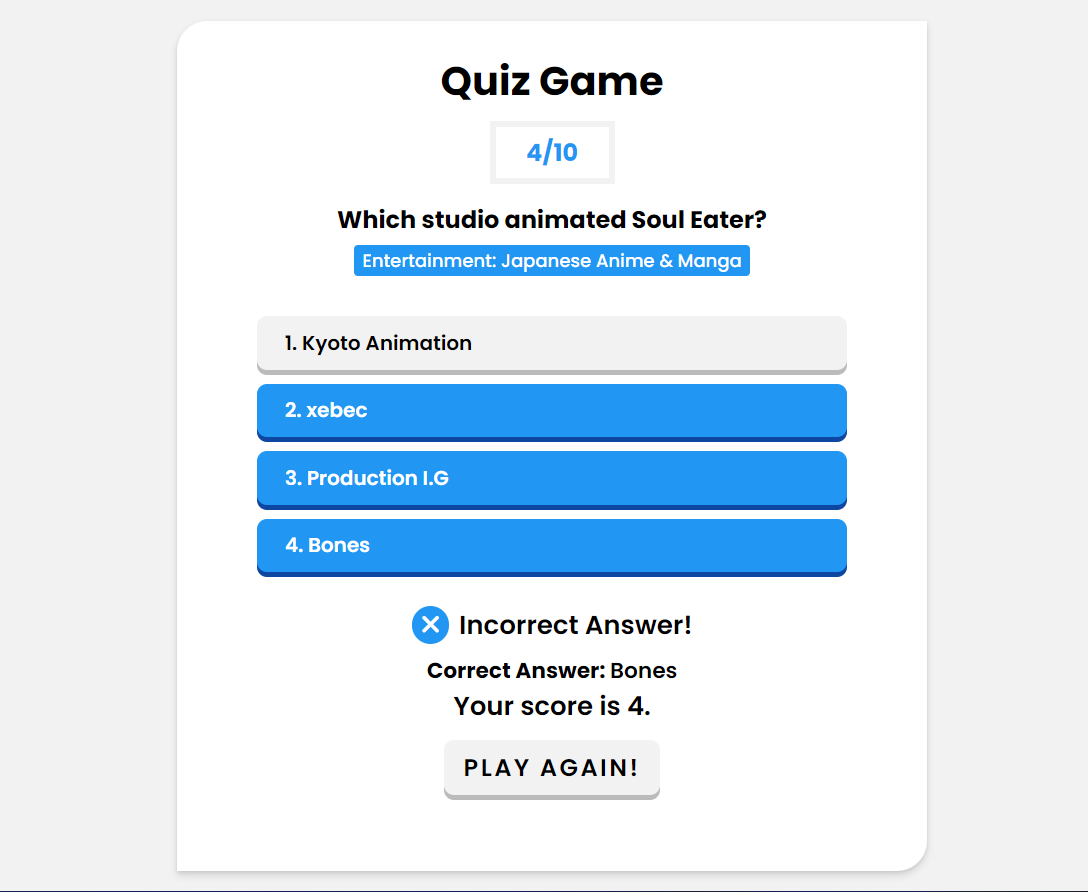 Quiz Game
4/10
Which studio animated Soul Eater?
Entertainment: Japanese Anime & Manga
1. Kyoto Animation
2. xebec
3. Production I.G
4. Bones
Incorrect Answer!
Correct Answer: Bones
Your score is 4.
PLAY AGAIN!